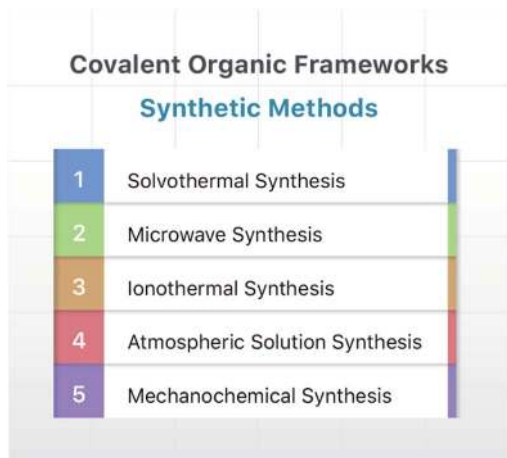 Covalent Organic Frameworks
Synthetic Methods
1 Solvothermal Synthesis
2 Microwave Synthesis
3 Ionothermal Synthesis
4 Atmospheric Solution Synthesis
5 Mechanochemical Synthesis